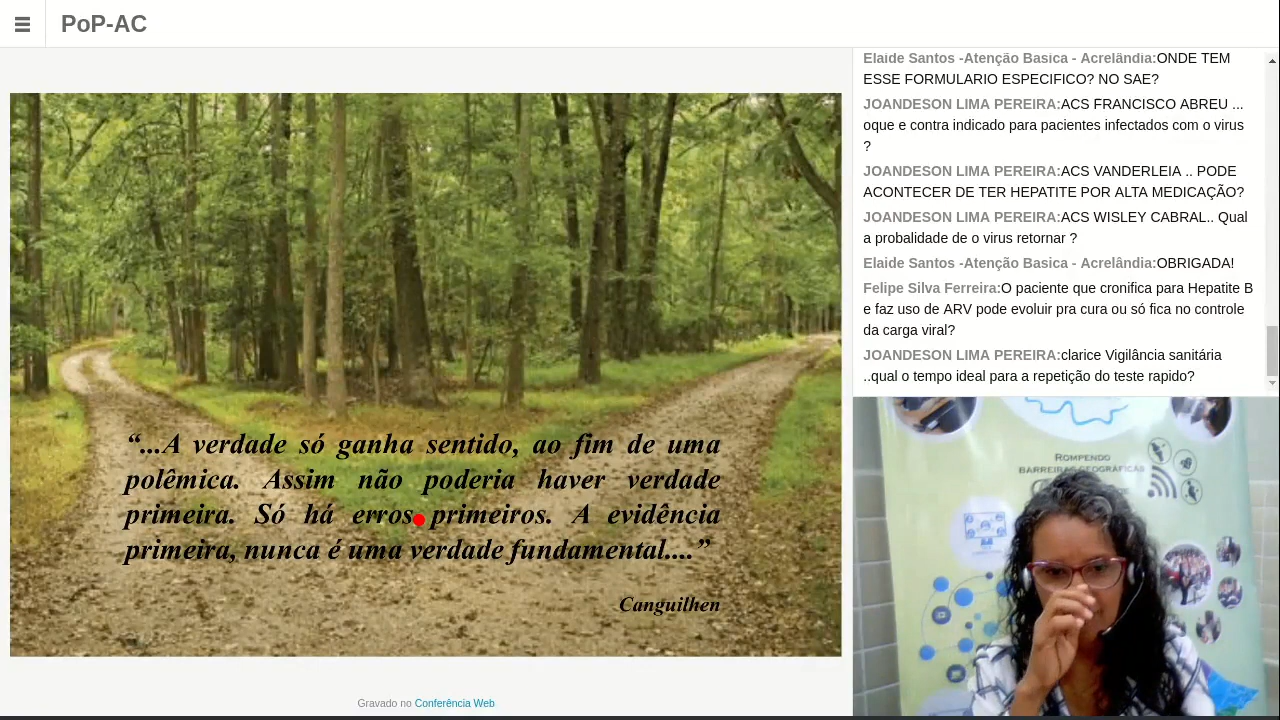 PoP-AC
“...A verdade só ganha sentido, ao fim de uma
polêmica. Assim não poderia haver verdade
primeira. Só há erros primeiros. A evidência
primeira, nunca é uma verdade fundamental....”
Canguilhen
Gravado no Conferência Web
Elaide Santos -Atenção Basica - Acrelândia:ONDE TEM
ESSE FORMULARIO ESPECIFICO? NO SAE?
JOANDESON LIMA PEREIRA:ACS FRANCISCO ABREU ...
oque e contra indicado para pacientes infectados com o virus
?
JOANDESON LIMA PEREIRA:ACS VANDERLEIA .. PODE
ACONTECER DE TER HEPATITE POR ALTA MEDICAÇÃO?
JOANDESON LIMA PEREIRA:ACS WISLEY CABRAL.. Qual
a probalidade de o virus retornar ?
Elaide Santos -Atenção Basica - Acrelândia:OBRIGADA!
Felipe Silva Ferreira:O paciente que cronifica para Hepatite B
e faz uso de ARV pode evoluir pra cura ou só fica no controle
da carga viral?
JOANDESON LIMA PEREIRA:clarice Vigilância sanitária
..qual o tempo ideal para a repetição do teste rapido?
ROMPENDO
BARREIRAS GEOGRÁFICAS